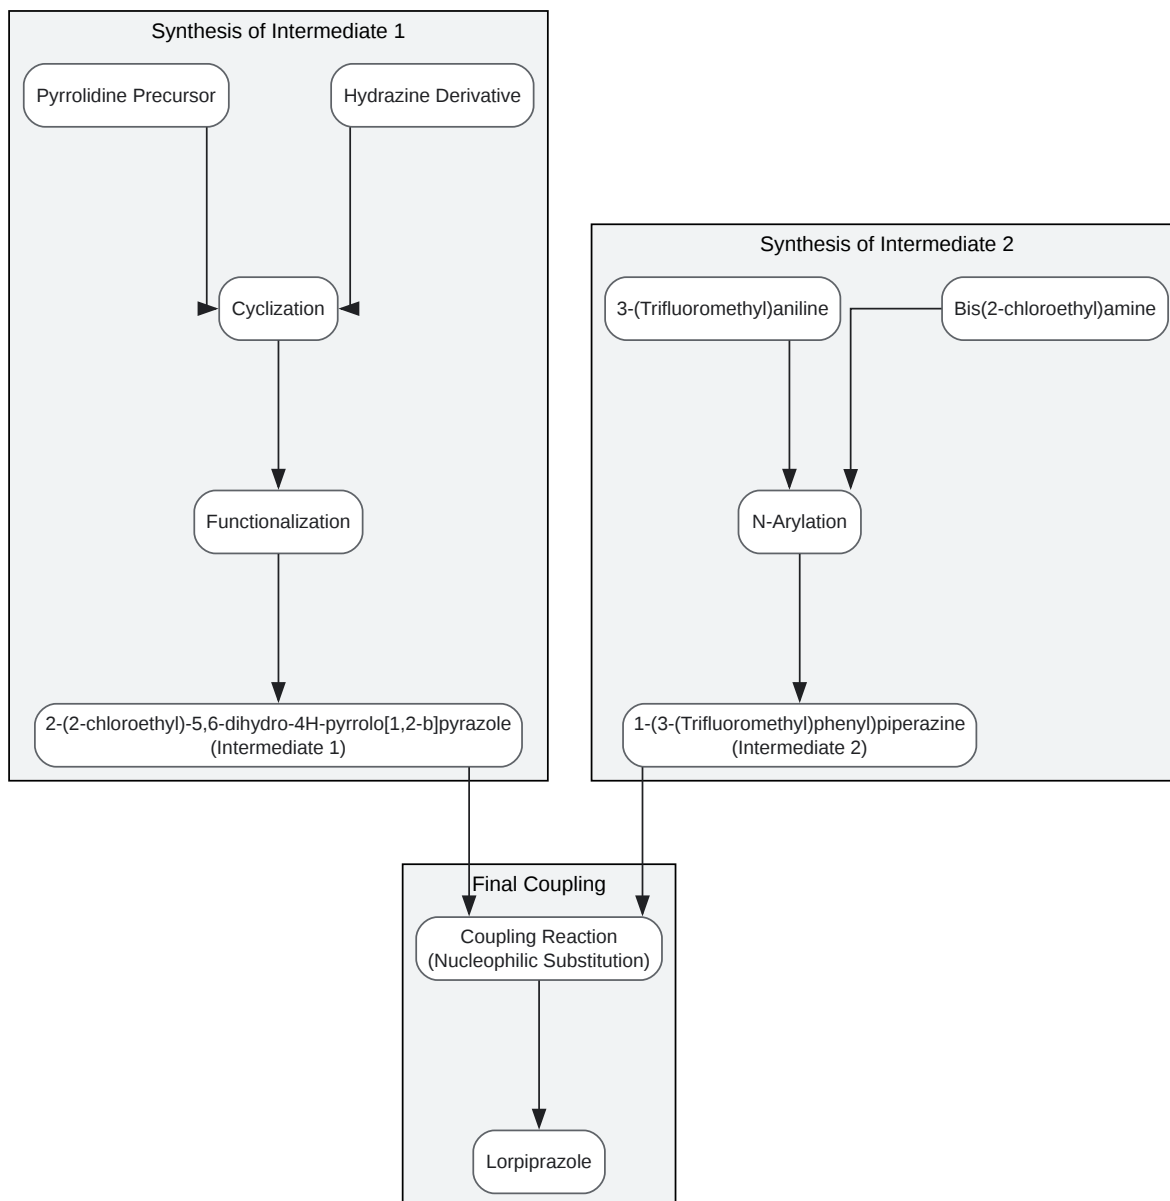 Synthesis of Intermediate 1
Pyrrolidine Precursor
Hydrazine Derivative
Cyclization
Functionalization
2-(2-chloroethyl)-5,6-dihydro-4H-pyrrolo[1,2-b]pyrazole
(Intermediate 1)
Synthesis of Intermediate 2
3-(Trifluoromethyl)aniline
Bis(2-chloroethyl)amine
N-Arylation
1-(3-(Trifluoromethyl)phenyl)piperazine
(Intermediate 2)
Final Coupling
Coupling Reaction
(Nucleophilic Substitution)
Lorpiprazole